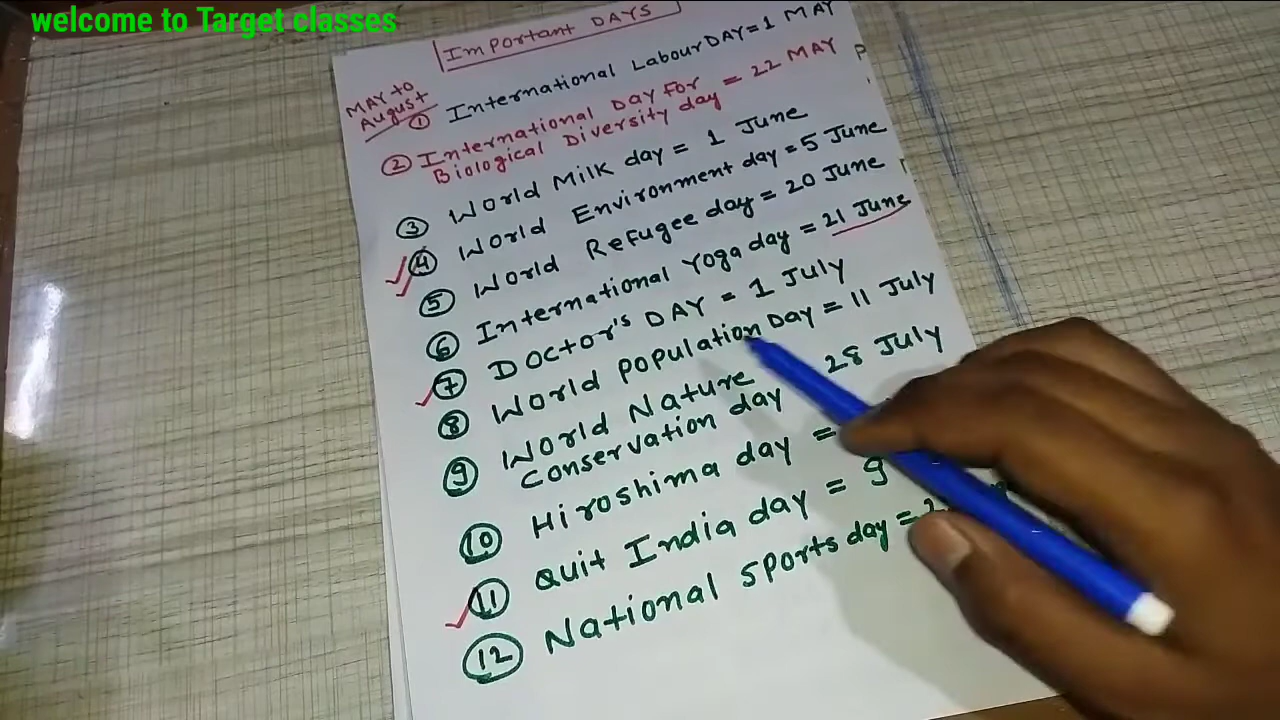 welcome to Target classes
Important DAYS
MAY to
August
① International Labour DAY = 1 MAY
② International Day For
Biological Diversity day = 22 MAY
③ World Milk day = 1 June
④ World Environment day = 5 June
⑤ World Refugee day = 20 June
⑥ International Yoga day = 21 June
⑦ Doctor's DAY = 1 July
⑧ World Population Day = 11 July
⑨ World Nature
Conservation day 28 July
⑩ Hiroshima day =
⑪ Quit India day = 9
⑫ National Sports day = 2